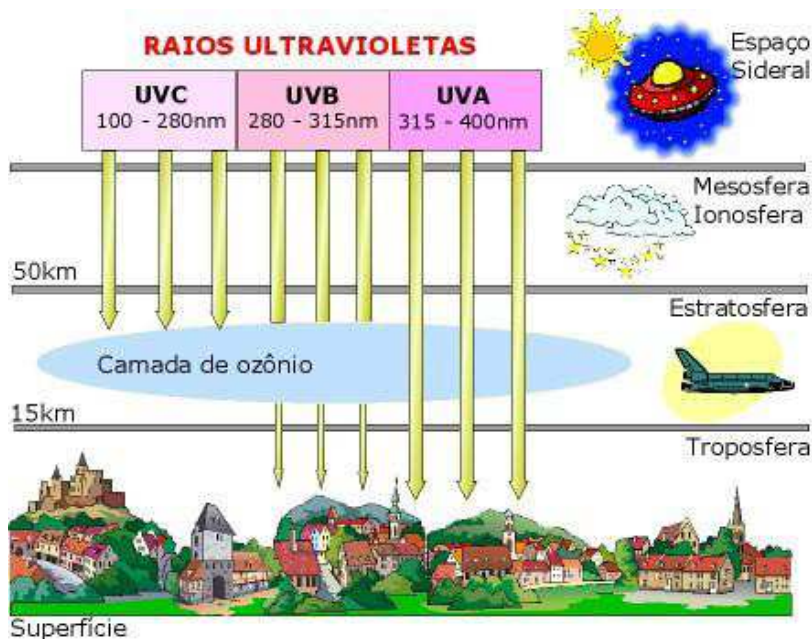 RAIOS ULTRAVIOLETAS
Espaço
Sideral
UVC
100 - 280nm
UVB
280 - 315nm
UVA
315 - 400nm
Mesosfera
Ionosfera
50km
Estratosfera
Camada de ozônio
15km
Troposfera
Superfície